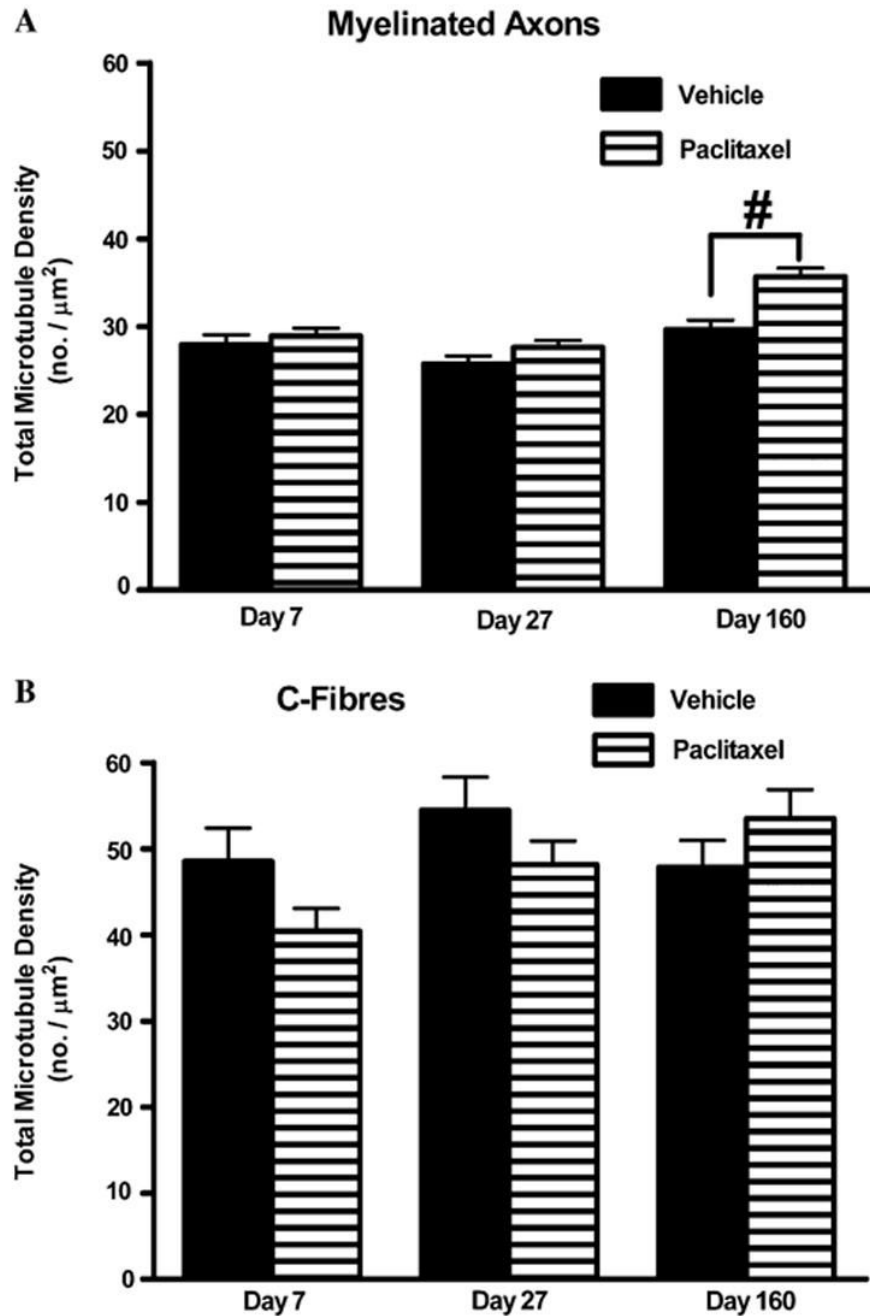 A
Myelinated Axons
60
50
40
30
20
10
0
Total Microtubule Density
(no. / μm²)
Vehicle
Paclitaxel
#
Day 7 Day 27 Day 160
B
C-Fibres
Vehicle
Paclitaxel
60
50
40
30
20
10
0
Total Microtubule Density
(no. / μm²)
Day 7 Day 27 Day 160